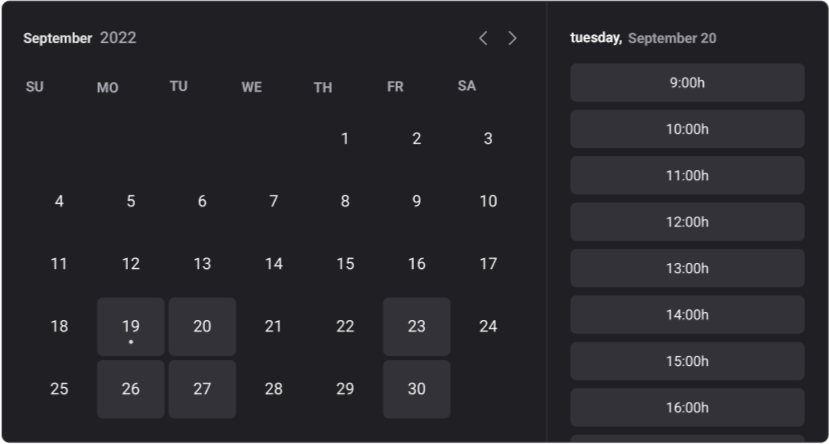 September 2022
SU MO TU WE TH FR SA
1 2 3
4 5 6 7 8 9 10
11 12 13 14 15 16 17
18 19 20 21 22 23 24
25 26 27 28 29 30
tuesday, September 20
9:00h
10:00h
11:00h
12:00h
13:00h
14:00h
15:00h
16:00h